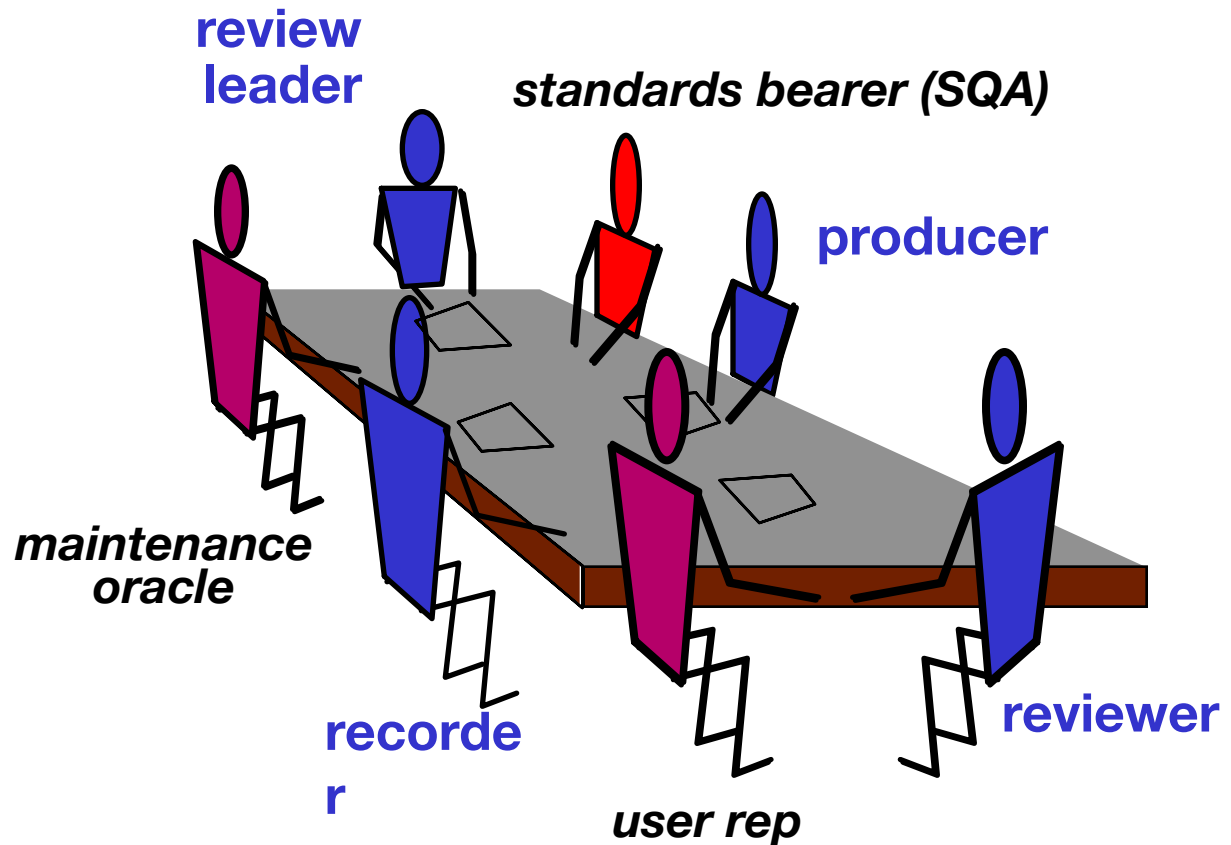 review
leader
standards bearer (SQA)
producer
maintenance
oracle
recorde
r
reviewer
user rep